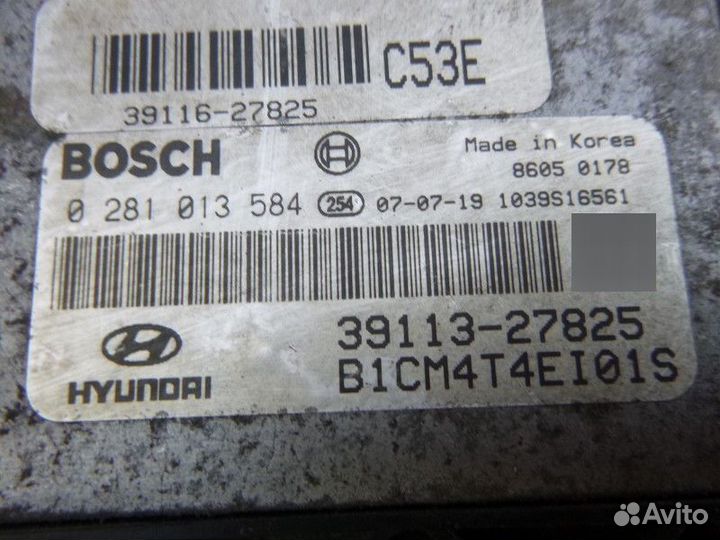 C53E
39116-27825
BOSCH
Made in Korea
8605 0178
0 281 013 584 254 07-07-19 1039S16561
39113-27825
HYUNDAI B1CM4T4EI01S
Avito